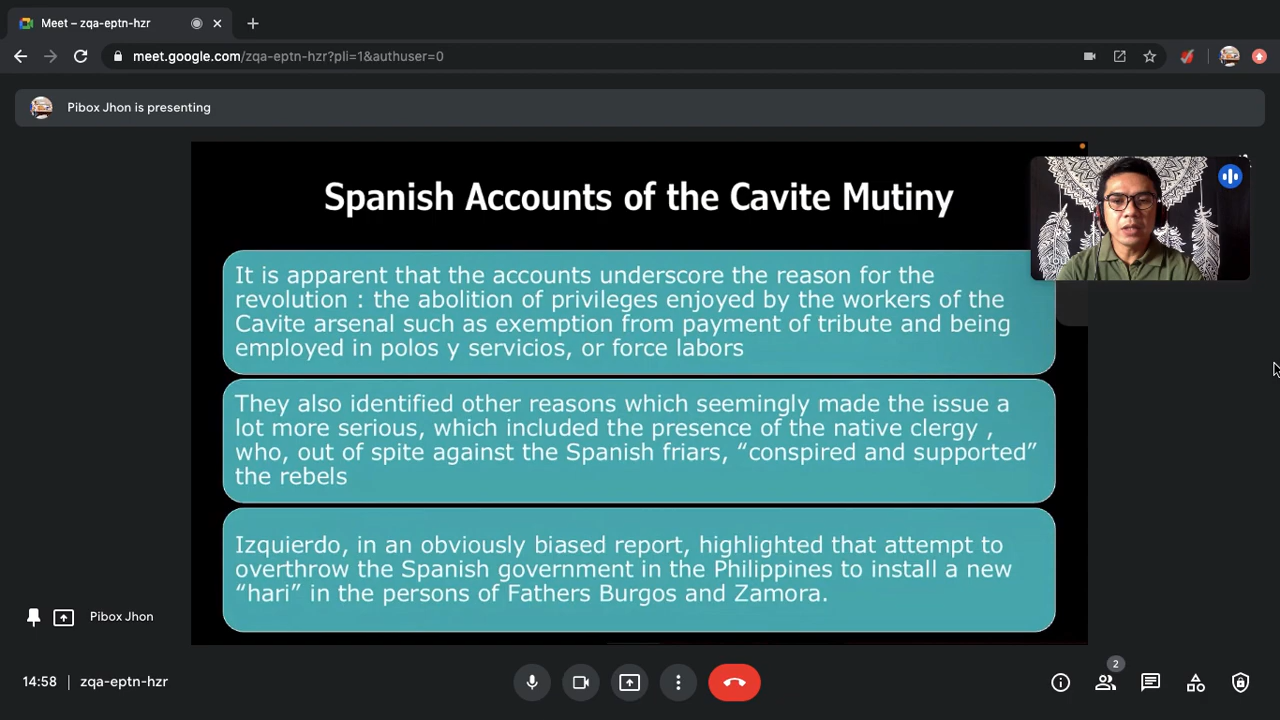 Meet – zqa-eptn-hzr
meet.google.com/zqa-eptn-hzr?pli=1&authuser=0
Pibox Jhon is presenting
Spanish Accounts of the Cavite Mutiny
It is apparent that the accounts underscore the reason for the
revolution : the abolition of privileges enjoyed by the workers of the
Cavite arsenal such as exemption from payment of tribute and being
employed in polos y servicios, or force labors
They also identified other reasons which seemingly made the issue a
lot more serious, which included the presence of the native clergy ,
who, out of spite against the Spanish friars, “conspired and supported”
the rebels
Izquierdo, in an obviously biased report, highlighted that attempt to
overthrow the Spanish government in the Philippines to install a new
“hari” in the persons of Fathers Burgos and Zamora.
Pibox Jhon
14:58 | zqa-eptn-hzr
2